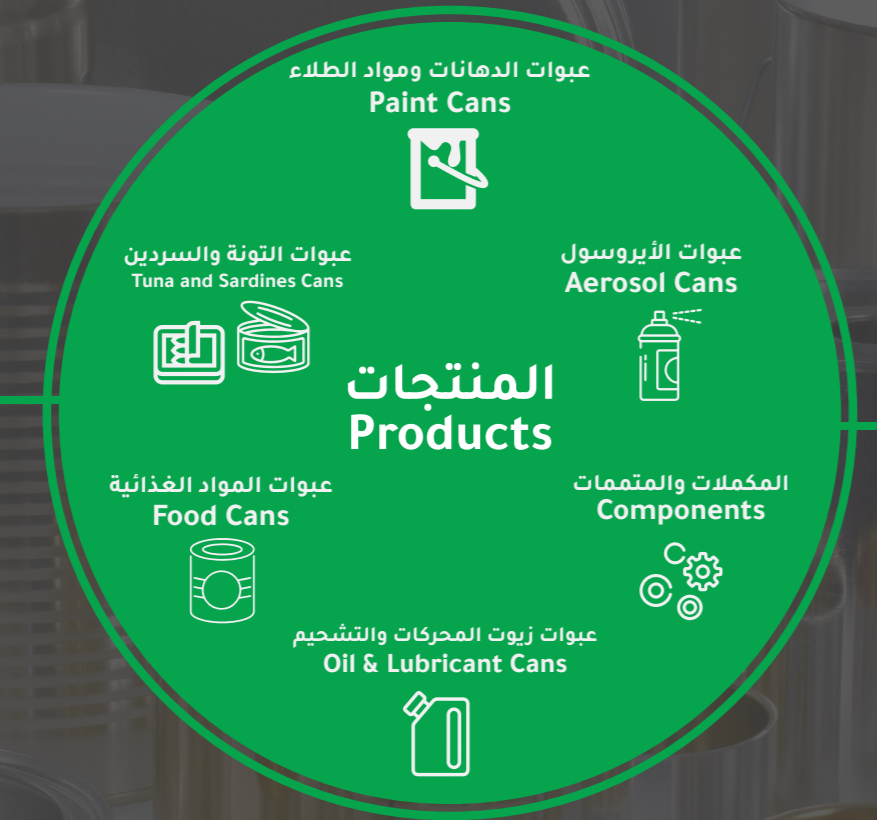 عبوات الدهانات ومواد الطلاء
Paint Cans
عبوات التونة والسردين
Tuna and Sardines Cans
عبوات الأيروسول
Aerosol Cans
المنتجات
Products
عبوات المواد الغذائية
Food Cans
المكملات والمتممات
Components
عبوات زيوت المحركات والتشحيم
Oil & Lubricant Cans